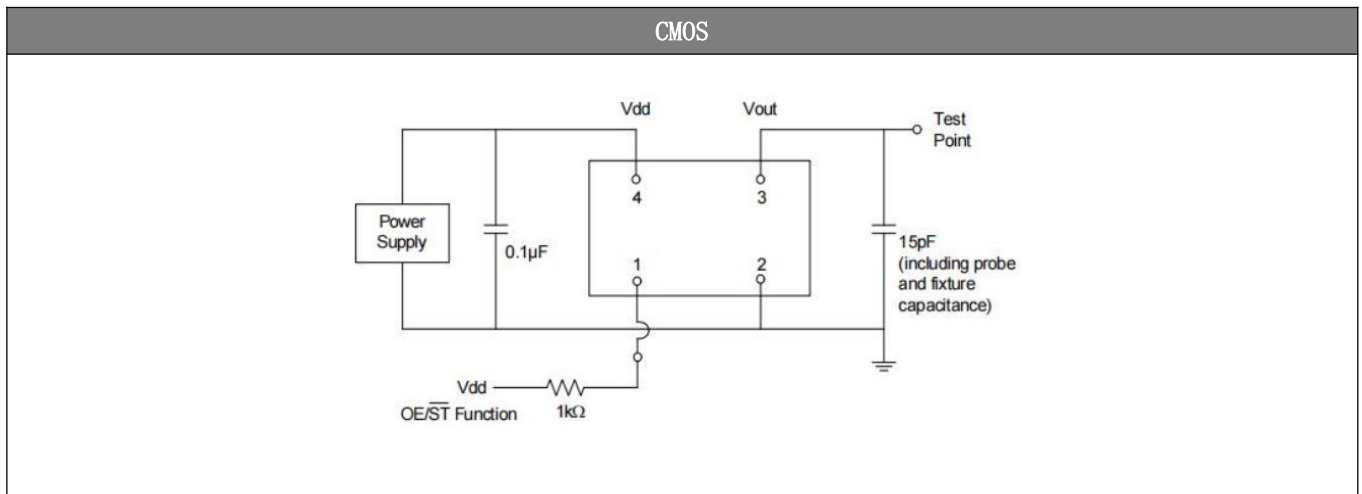 CMOS
Vdd
Vout
Test
Point
4
3
Power
Supply
0.1µF
15pF
(including probe
and fixture
capacitance)
1
2
Vdd
OE/S̅T̅ Function
1kΩ